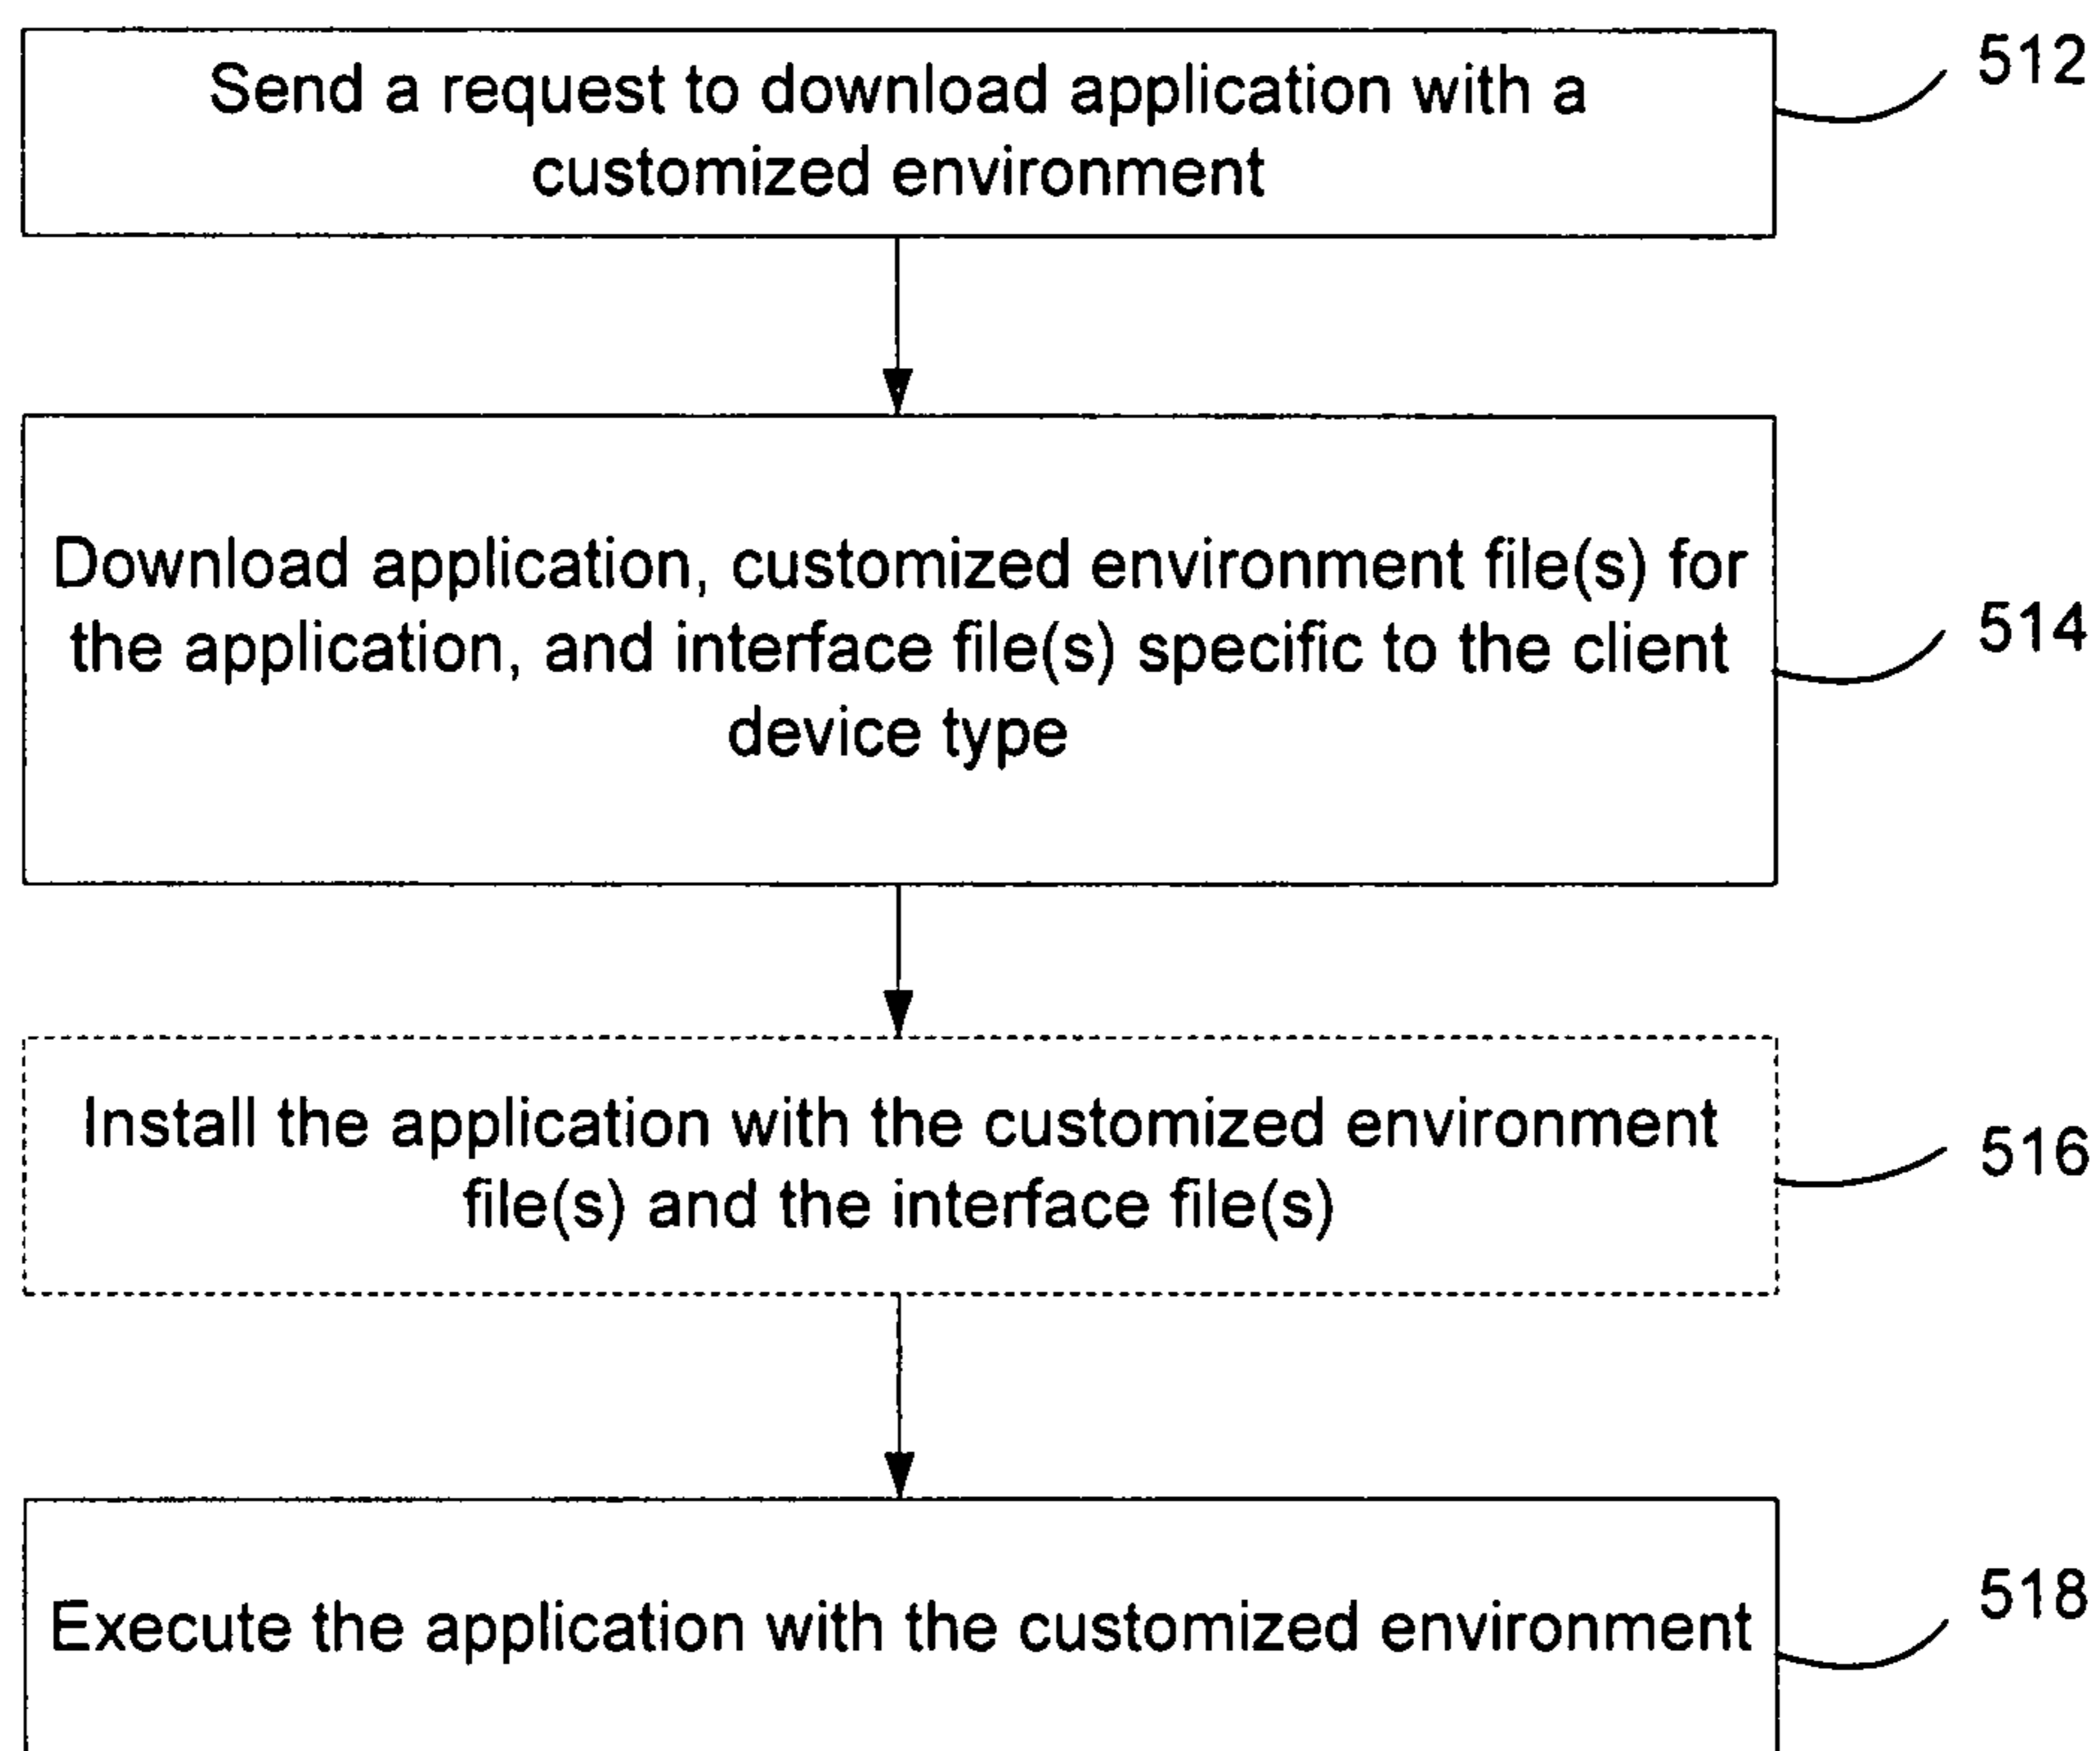 Send a request to download application with a
customized environment
512
Download application, customized environment file(s) for
the application, and interface file(s) specific to the client
device type
514
Install the application with the customized environment
file(s) and the interface file(s)
516
Execute the application with the customized environment
518